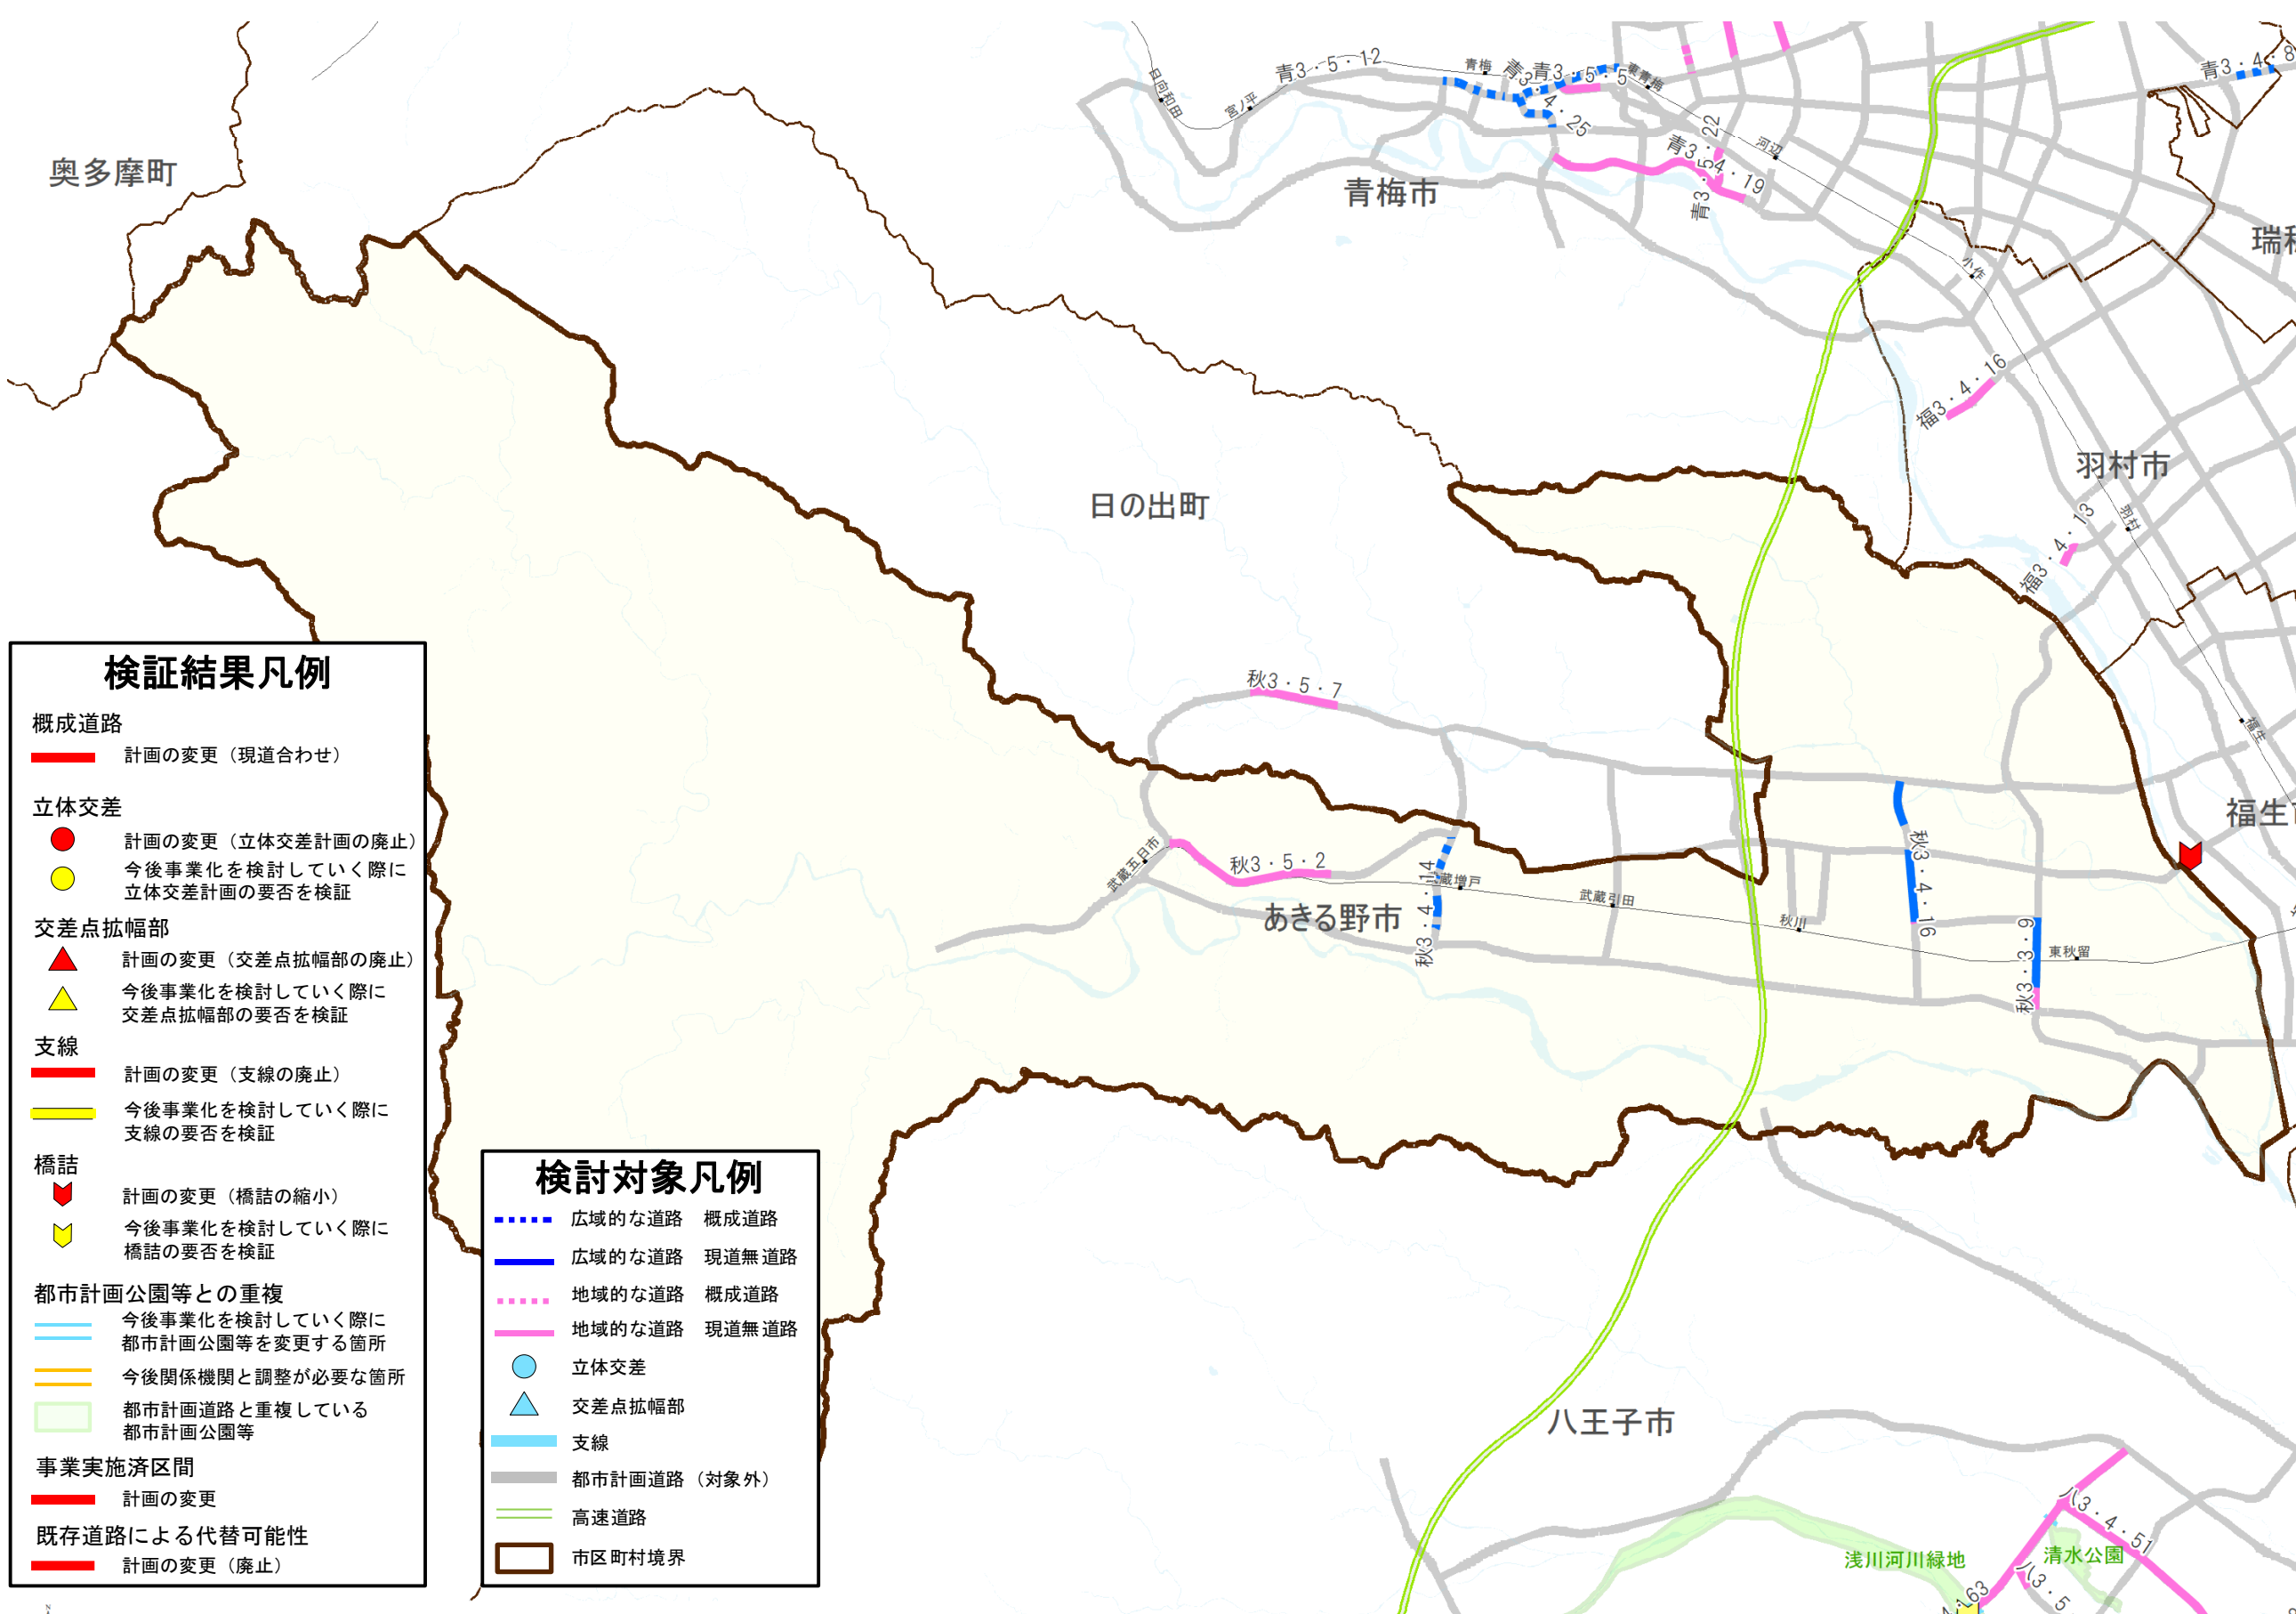 奥多摩町
日向和田
宮ノ平
青3・5・12
青梅
青3・4・25
青3・5・5
東青梅
青3・4・8
青梅市
青3・4・19
青3・5・22
河辺
小作
福3・4・16
羽村市
羽村
福3・4・13
日の出町
福生
秋3・5・7
武蔵五日市
秋3・5・2
あきる野市
秋3・4・14
武蔵増戸
武蔵引田
秋川
秋3・4・16
秋3・3・9
東秋留
八王子市
八3・4・51
浅川河川緑地
清水公園
検証結果凡例
概成道路
計画の変更（現道合わせ）
立体交差
計画の変更（立体交差計画の廃止）
今後事業化を検討していく際に
立体交差計画の要否を検証
交差点拡幅部
計画の変更（交差点拡幅部の廃止）
今後事業化を検討していく際に
交差点拡幅部の要否を検証
支線
計画の変更（支線の廃止）
今後事業化を検討していく際に
支線の要否を検証
橋詰
計画の変更（橋詰の縮小）
今後事業化を検討していく際に
橋詰の要否を検証
都市計画公園等との重複
今後事業化を検討していく際に
都市計画公園等を変更する箇所
今後関係機関と調整が必要な箇所
都市計画道路と重複している
都市計画公園等
事業実施済区間
計画の変更
既存道路による代替可能性
計画の変更（廃止）
検討対象凡例
広域的な道路　概成道路
広域的な道路　現道無道路
地域的な道路　概成道路
地域的な道路　現道無道路
立体交差
交差点拡幅部
支線
都市計画道路（対象外）
高速道路
市区町村境界
N